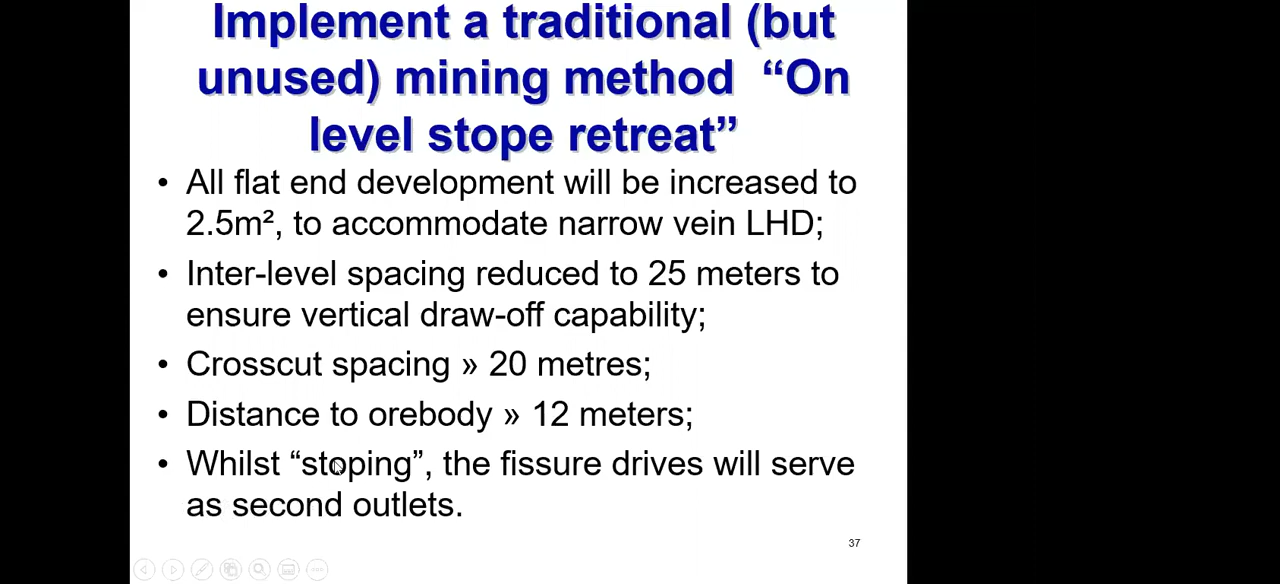 Implement a traditional (but
unused) mining method “On
level stope retreat”
• All flat end development will be increased to
2.5m², to accommodate narrow vein LHD;
• Inter-level spacing reduced to 25 meters to
ensure vertical draw-off capability;
• Crosscut spacing » 20 metres;
• Distance to orebody » 12 meters;
• Whilst “stoping”, the fissure drives will serve
as second outlets.
37